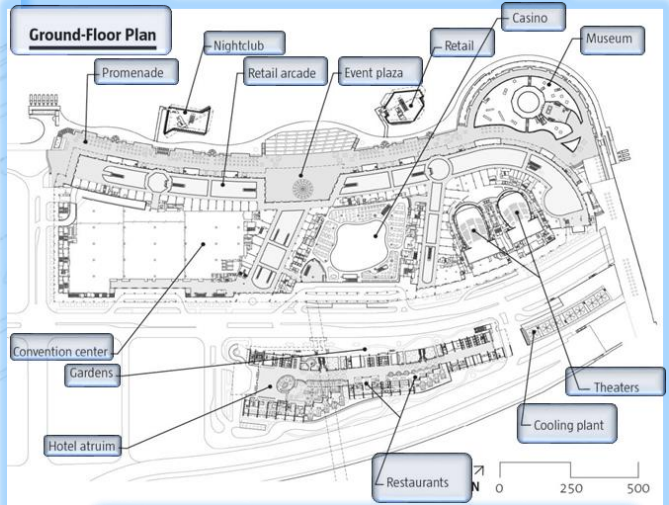 Ground-Floor Plan
Casino
Nightclub
Retail
Museum
Promenade
Retail arcade
Event plaza
Convention center
Gardens
Theaters
Cooling plant
Hotel atruim
Restaurants
N
0 250 500